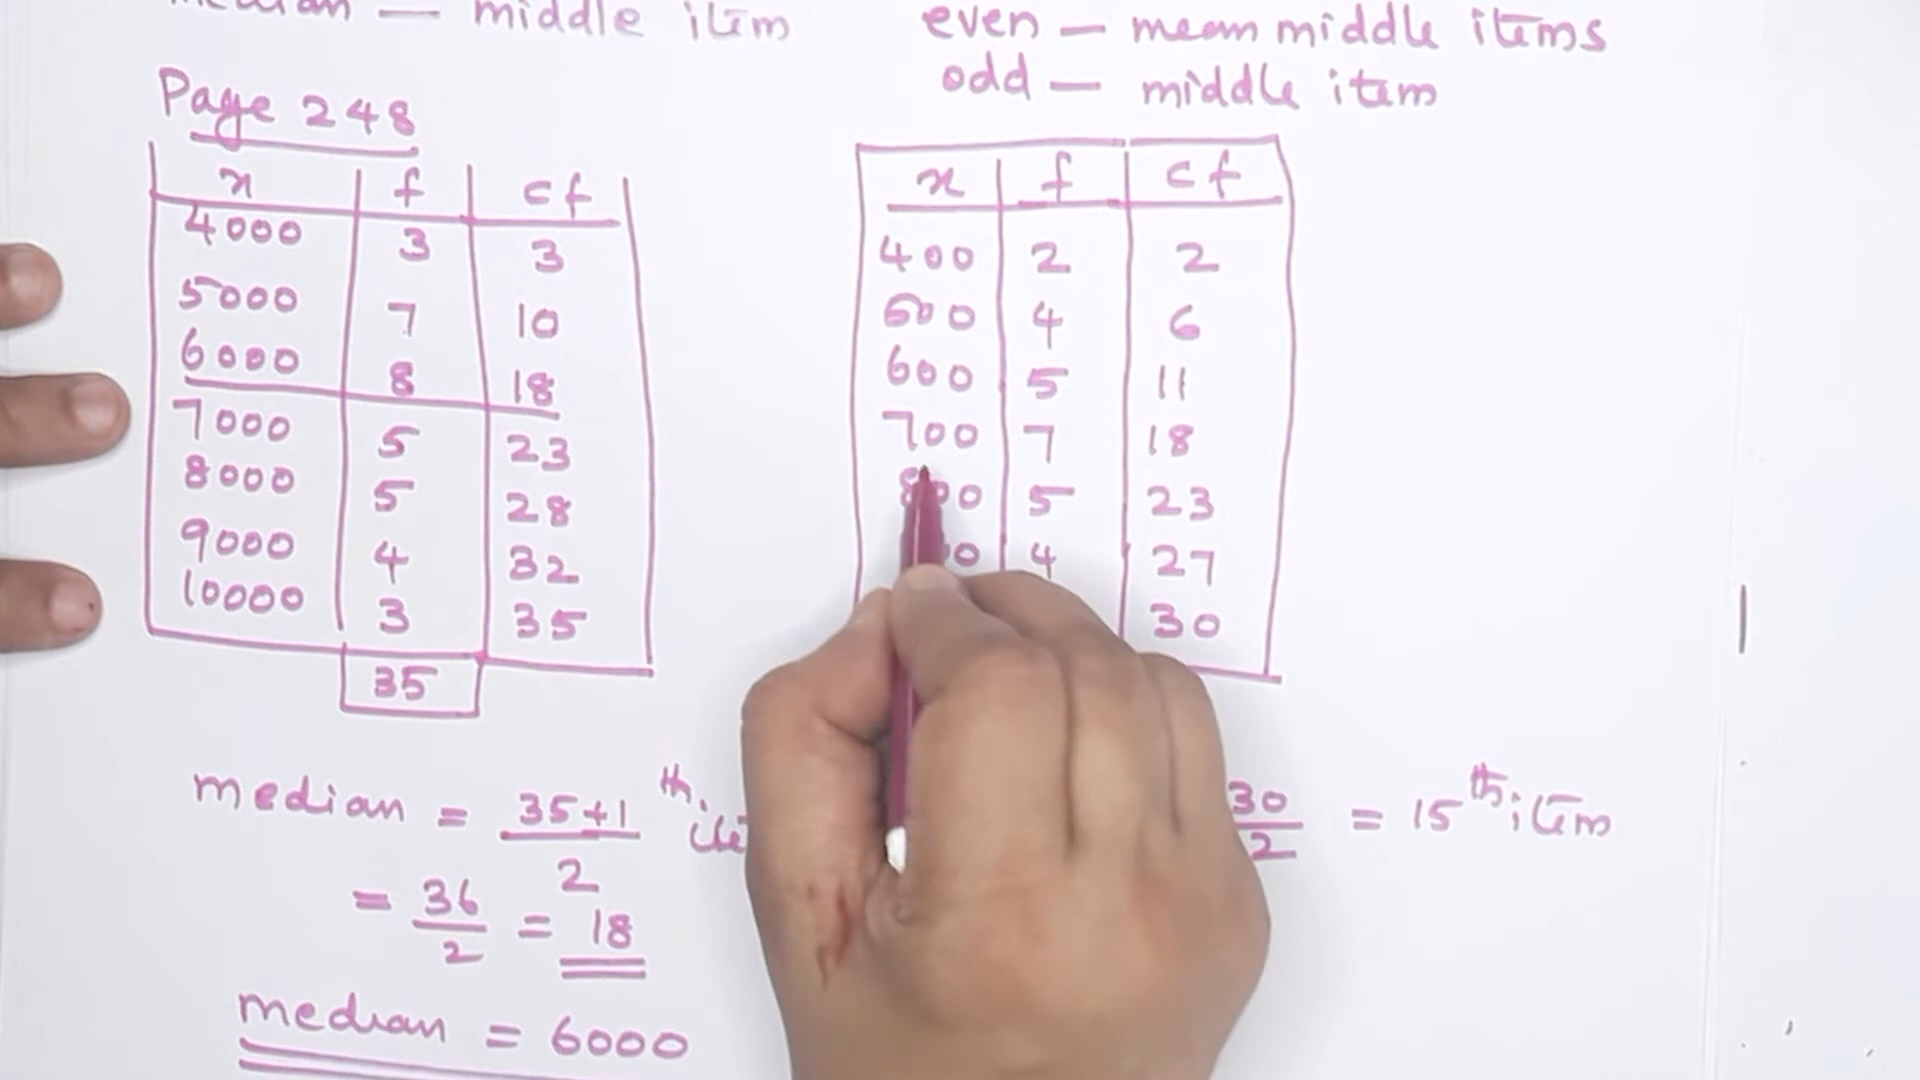 median — middle item
even — mean middle items
odd — middle item
Page 248
x f cf
4000 3 3
5000 7 10
6000 8 18
7000 5 23
8000 5 28
9000 4 32
10000 3 35
35
x f cf
400 2 2
500 4 6
600 5 11
700 7 18
800 5 23
4 27
30
median = 35+1 / 2 th
= 36 / 2 = 18
median = 6000
30 / 2 = 15th item